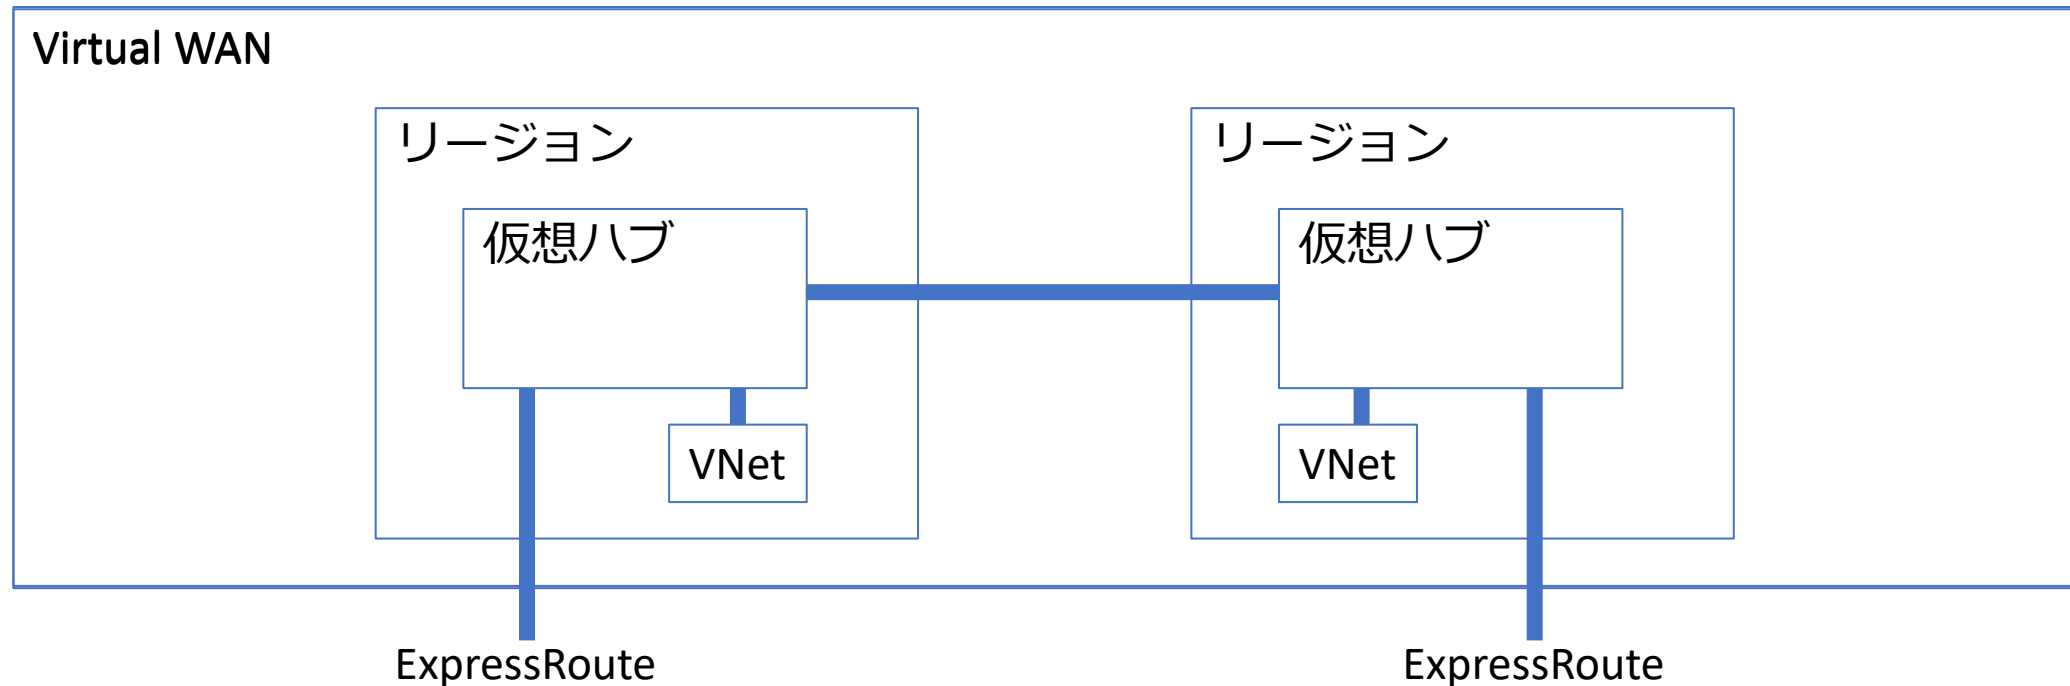 Virtual WAN
リージョン
リージョン
仮想ハブ
仮想ハブ
VNet
VNet
ExpressRoute
ExpressRoute